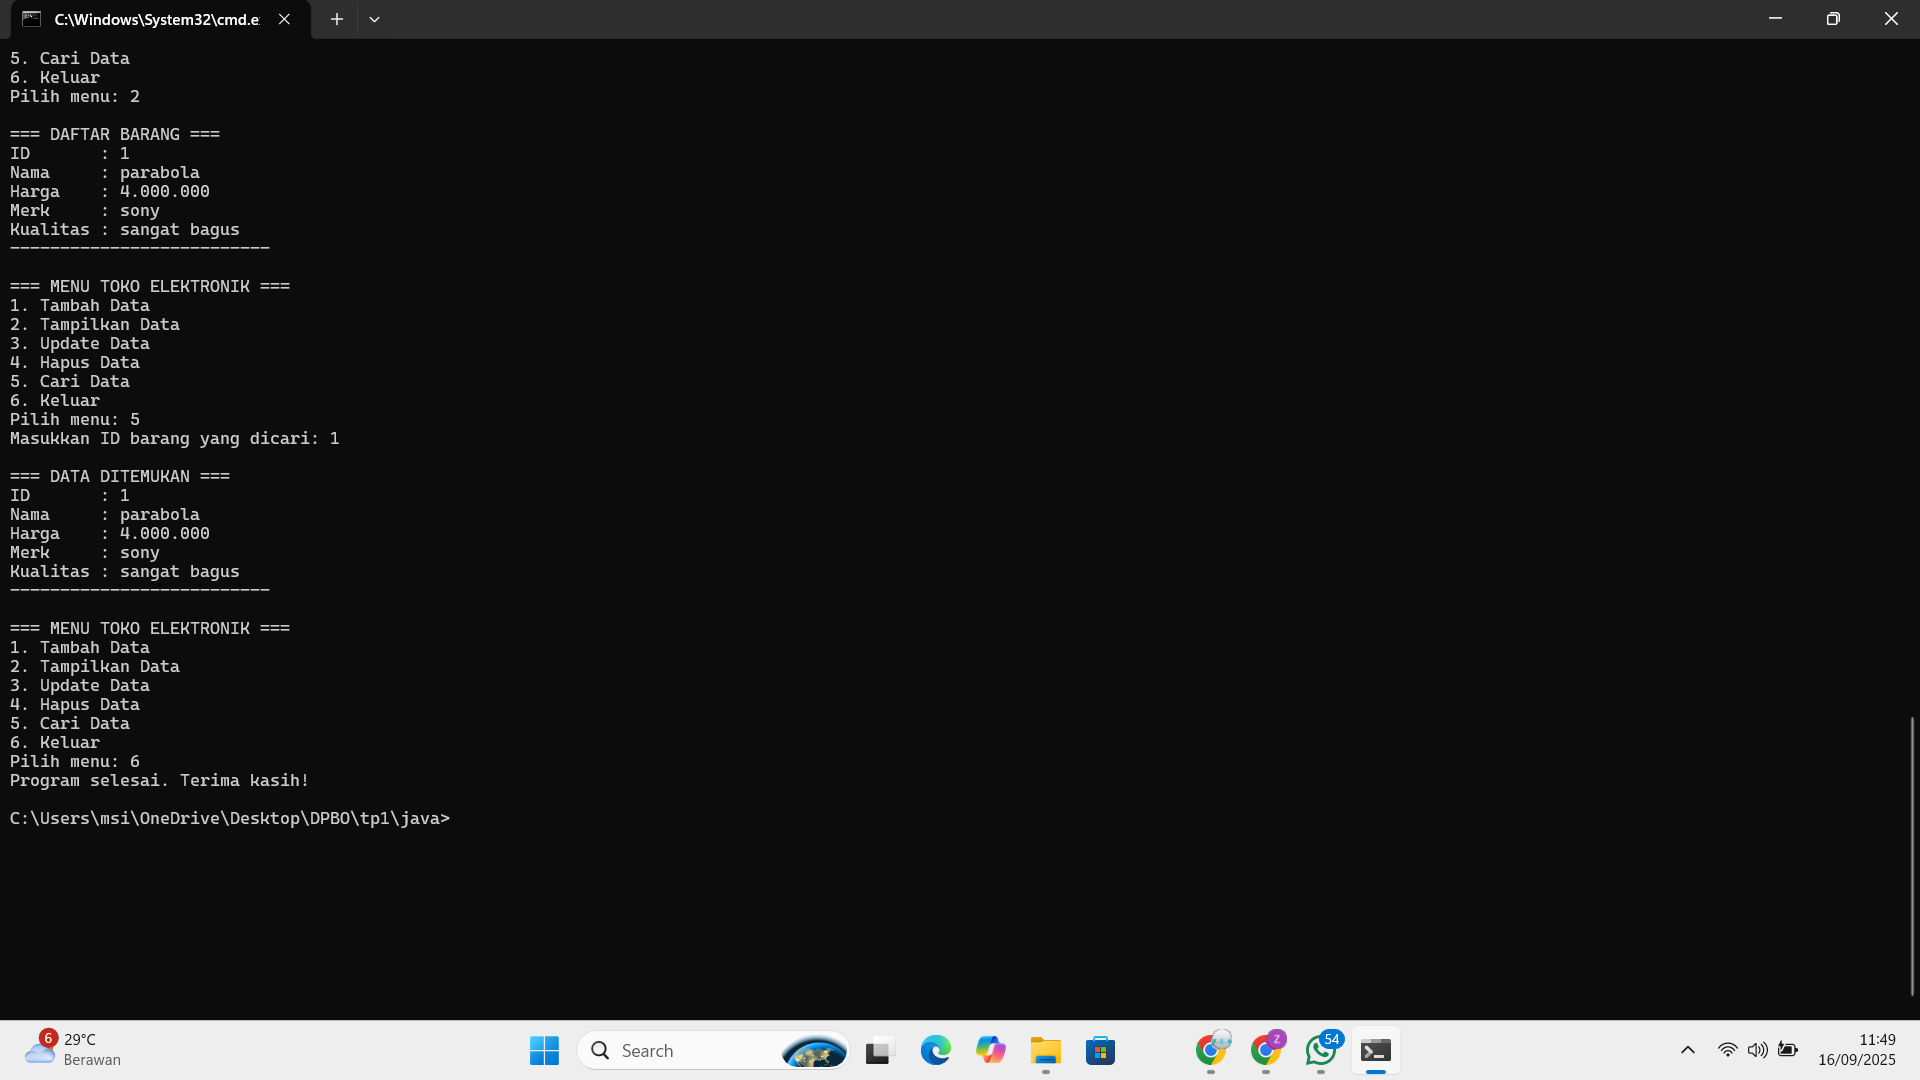 C:\Windows\System32\cmd.e
5. Cari Data
6. Keluar
Pilih menu: 2
=== DAFTAR BARANG ===
ID       : 1
Nama     : parabola
Harga    : 4.000.000
Merk     : sony
Kualitas : sangat bagus
--------------------------
=== MENU TOKO ELEKTRONIK ===
1. Tambah Data
2. Tampilkan Data
3. Update Data
4. Hapus Data
5. Cari Data
6. Keluar
Pilih menu: 5
Masukkan ID barang yang dicari: 1
=== DATA DITEMUKAN ===
ID       : 1
Nama     : parabola
Harga    : 4.000.000
Merk     : sony
Kualitas : sangat bagus
--------------------------
=== MENU TOKO ELEKTRONIK ===
1. Tambah Data
2. Tampilkan Data
3. Update Data
4. Hapus Data
5. Cari Data
6. Keluar
Pilih menu: 6
Program selesai. Terima kasih!
C:\Users\msi\OneDrive\Desktop\DPBO\tp1\java>
6
29°C
Berawan
Search
Z
54
11:49
16/09/2025